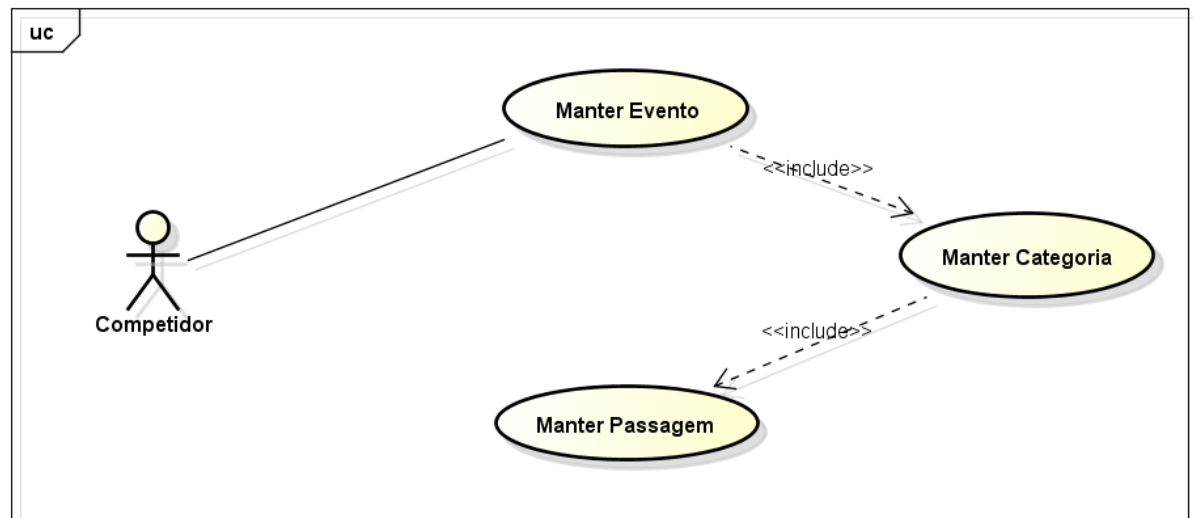 uc
Manter Evento
<<include>>
Manter Categoria
Competidor
<<include>>
Manter Passagem